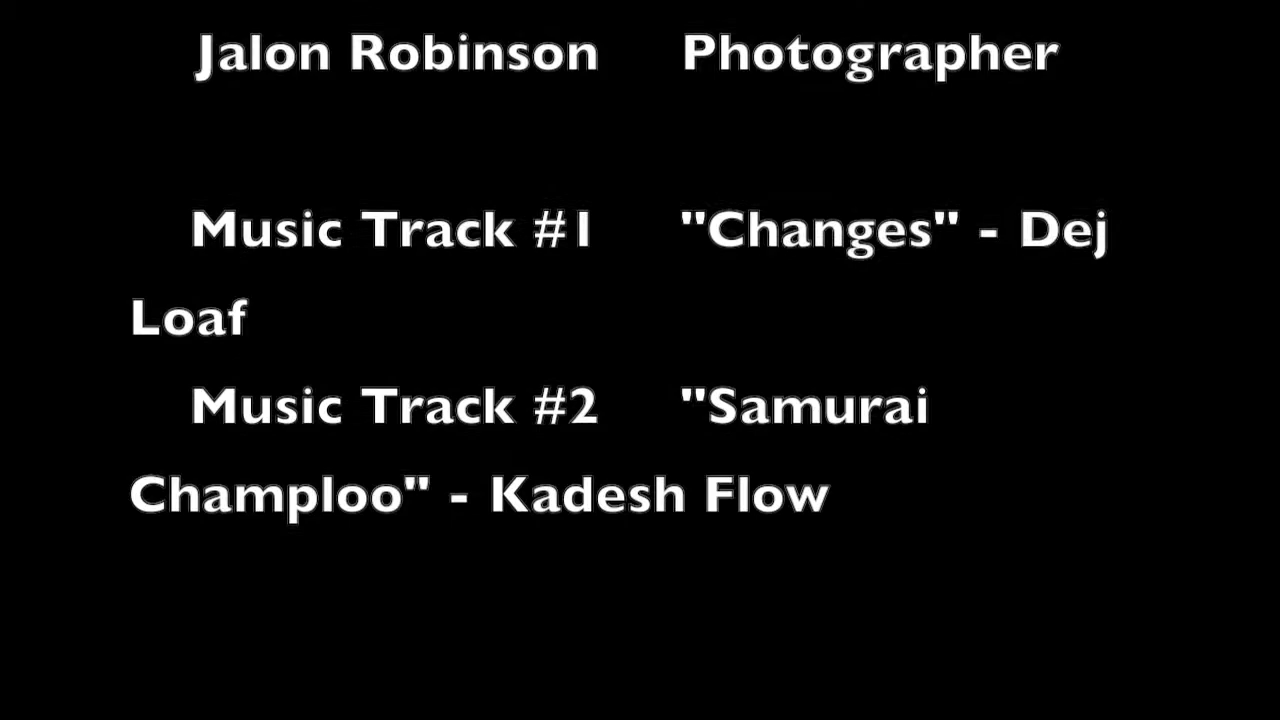 Jalon Robinson Photographer
Music Track #1 "Changes" - Dej
Loaf
Music Track #2 "Samurai
Champloo" - Kadesh Flow